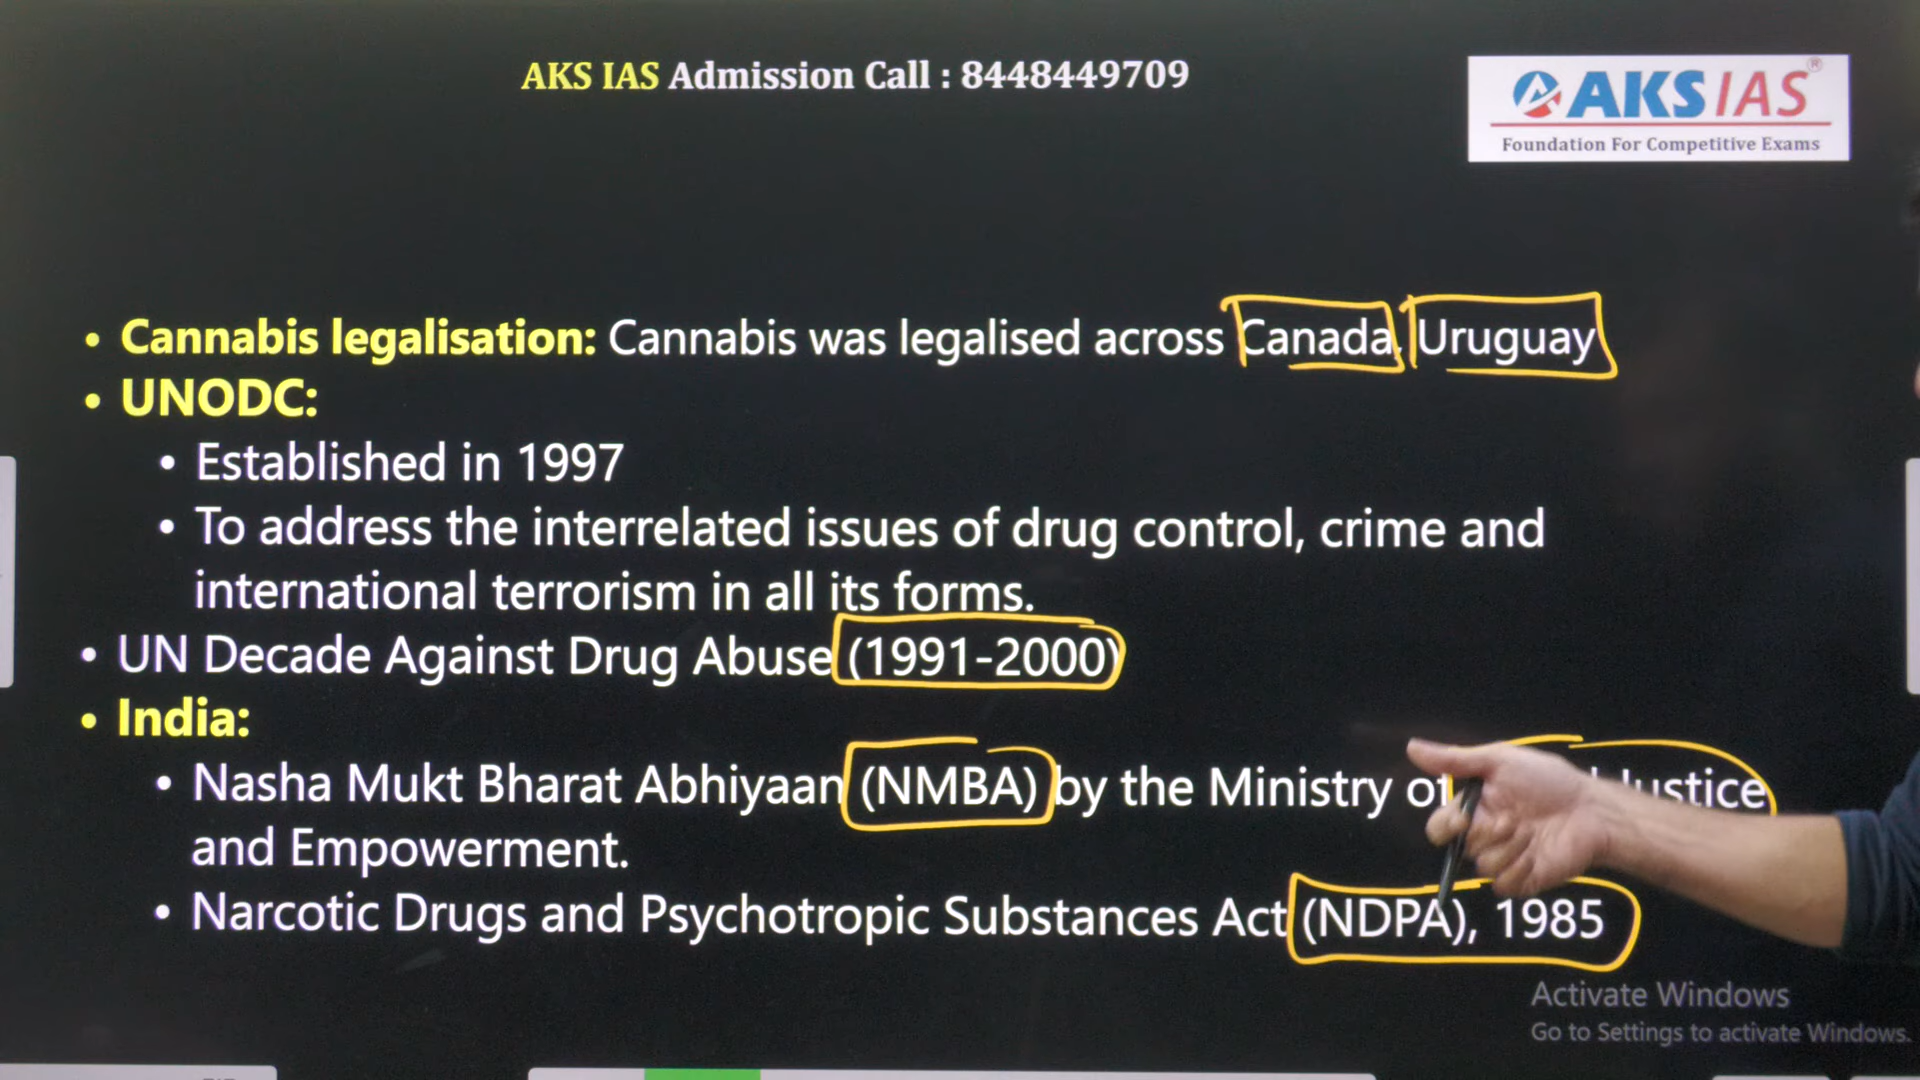 AKS IAS Admission Call : 8448449709
AKS IAS®
Foundation For Competitive Exams
• Cannabis legalisation: Cannabis was legalised across Canada, Uruguay
• UNODC:
• Established in 1997
• To address the interrelated issues of drug control, crime and
international terrorism in all its forms.
• UN Decade Against Drug Abuse (1991-2000)
• India:
• Nasha Mukt Bharat Abhiyaan (NMBA) by the Ministry of Justice
and Empowerment.
• Narcotic Drugs and Psychotropic Substances Act (NDPA), 1985
Activate Windows
Go to Settings to activate Windows.